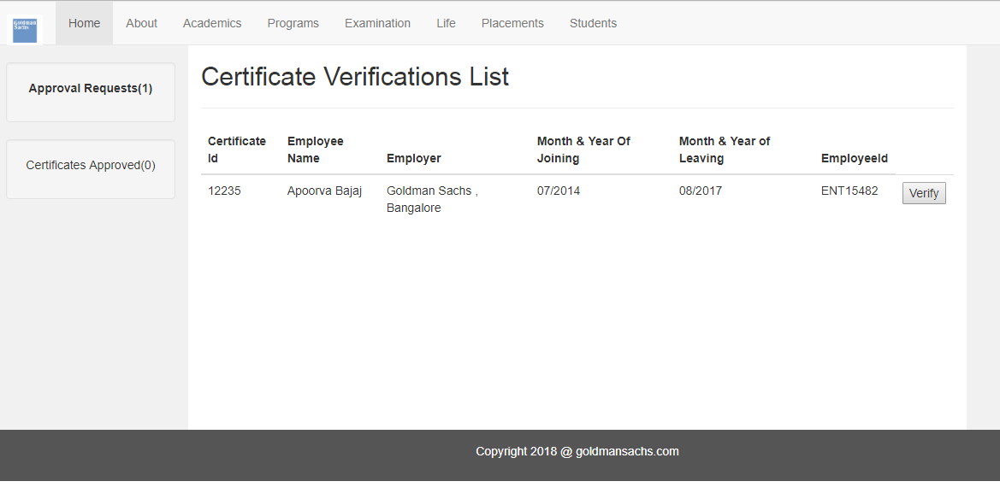 Goldman
Sachs
Home About Academics Programs Examination Life Placements Students
Approval Requests(1)
Certificates Approved(0)
Certificate Verifications List
Certificate Id Employee Name Employer Month & Year Of Joining Month & Year of Leaving EmployeeId
12235 Apoorva Bajaj Goldman Sachs , Bangalore 07/2014 08/2017 ENT15482 Verify
Copyright 2018 @ goldmansachs.com